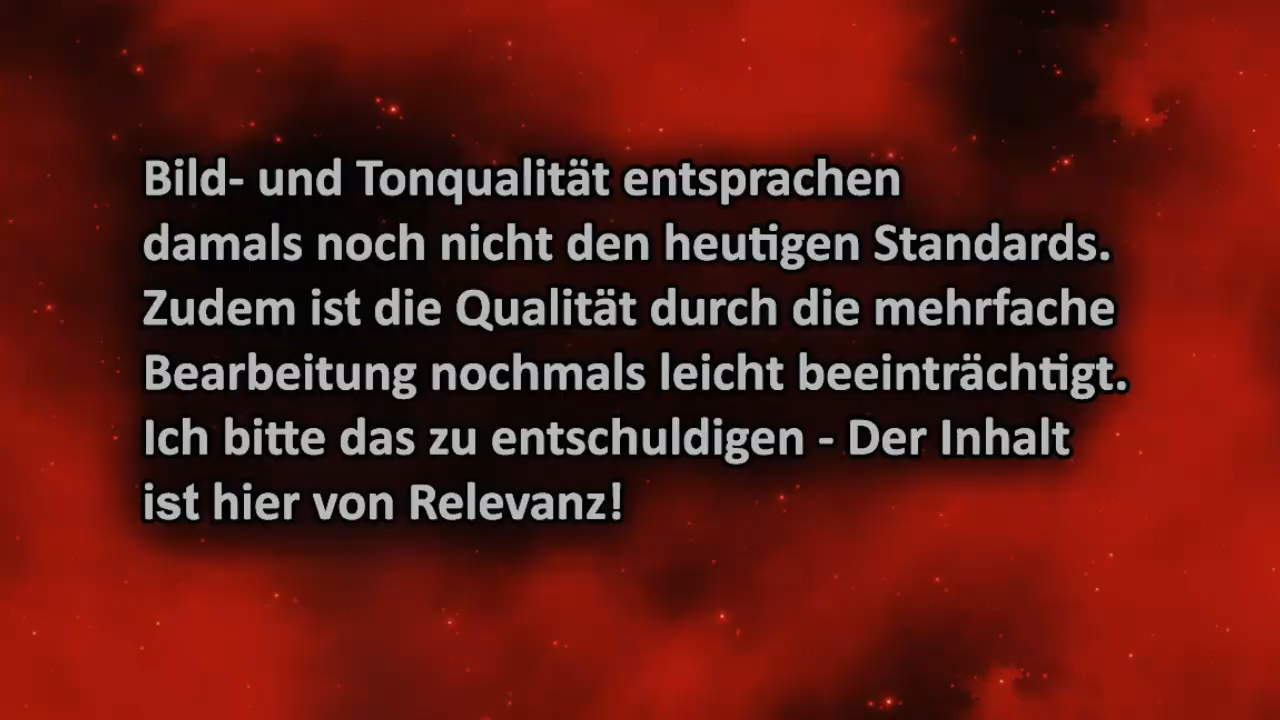 Bild- und Tonqualität entsprachen
damals noch nicht den heutigen Standards.
Zudem ist die Qualität durch die mehrfache
Bearbeitung nochmals leicht beeinträchtigt.
Ich bitte das zu entschuldigen - Der Inhalt
ist hier von Relevanz!